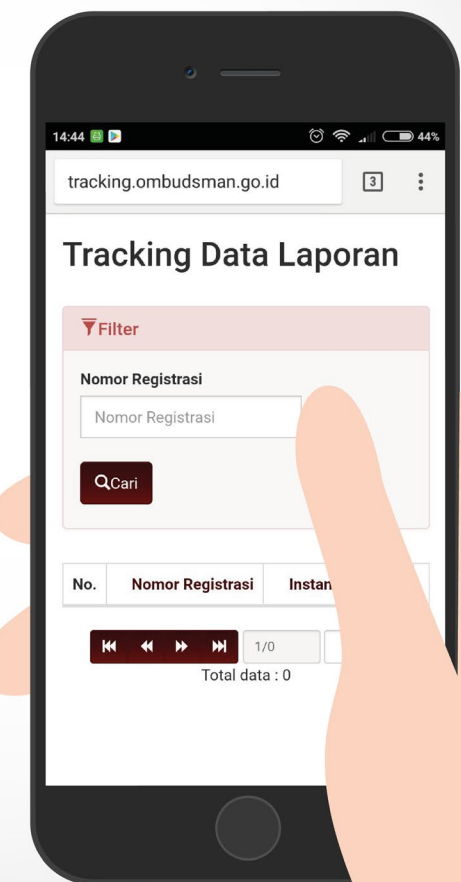 14:44
44%
tracking.ombudsman.go.id
3
Tracking Data Laporan
Filter
Nomor Registrasi
Nomor Registrasi
Cari
No. Nomor Registrasi Instan
1/0
Total data : 0